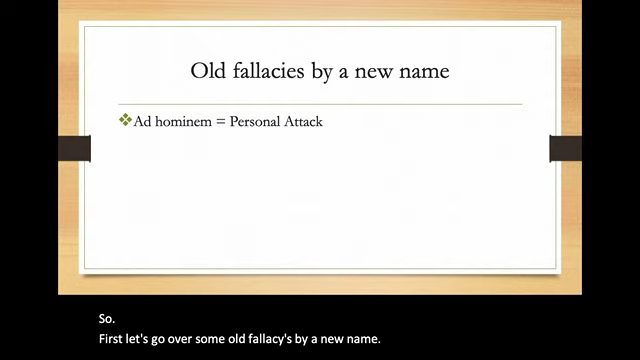 Old fallacies by a new name
Ad hominem = Personal Attack
So.
First let's go over some old fallacy's by a new name.